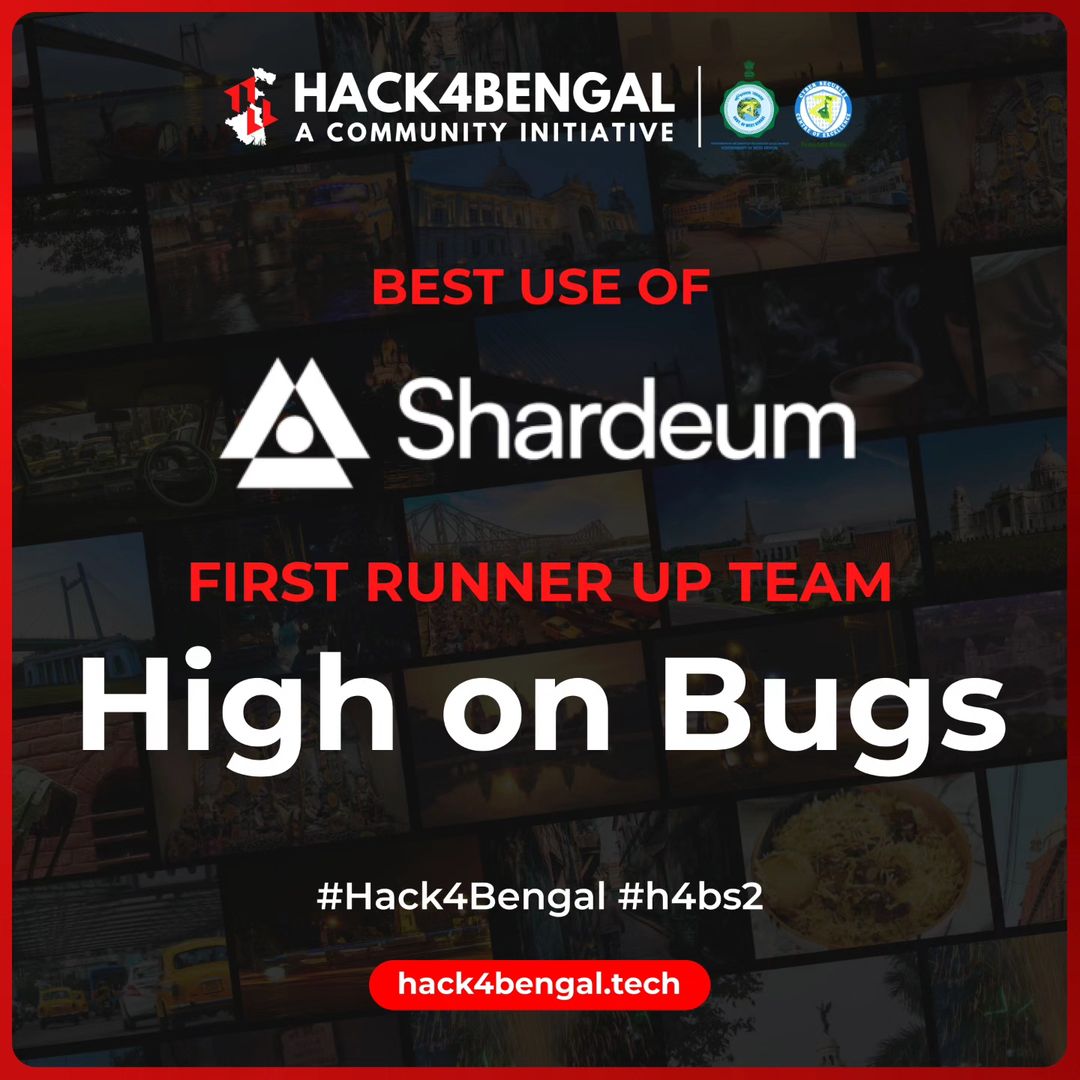 HACK4BENGAL
A COMMUNITY INITIATIVE
BEST USE OF
Shardeum
FIRST RUNNER UP TEAM
High on Bugs
#Hack4Bengal #h4bs2
hack4bengal.tech